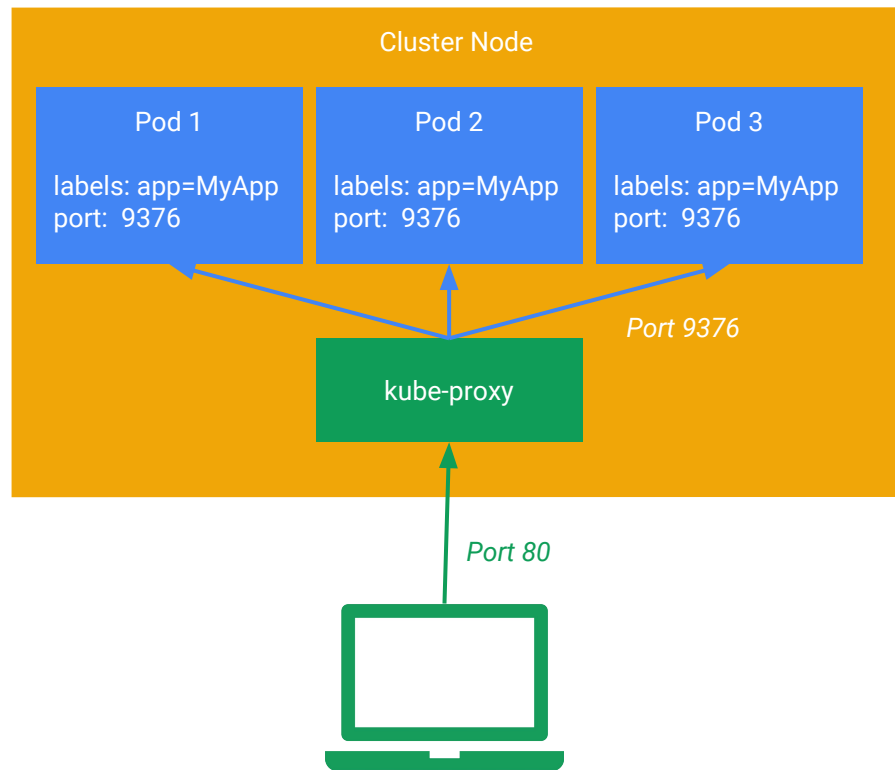 Cluster Node
Pod 1
labels: app=MyApp
port: 9376
Pod 2
labels: app=MyApp
port: 9376
Pod 3
labels: app=MyApp
port: 9376
Port 9376
kube-proxy
Port 80